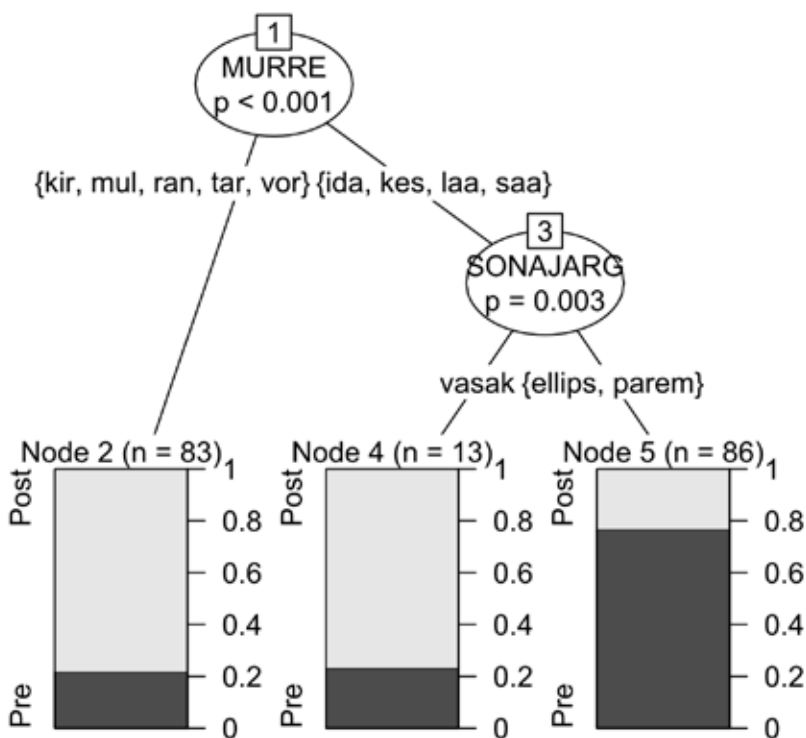 1
MURRE
p < 0.001
{kir, mul, ran, tar, vor} {ida, kes, laa, saa}
3
SONAJARG
p = 0.003
vasak {ellips, parem}
Node 2 (n = 83)
Post
Pre
1
0.8
0.6
0.4
0.2
0
Node 4 (n = 13)
Post
Pre
1
0.8
0.6
0.4
0.2
0
Node 5 (n = 86)
Post
Pre
1
0.8
0.6
0.4
0.2
0